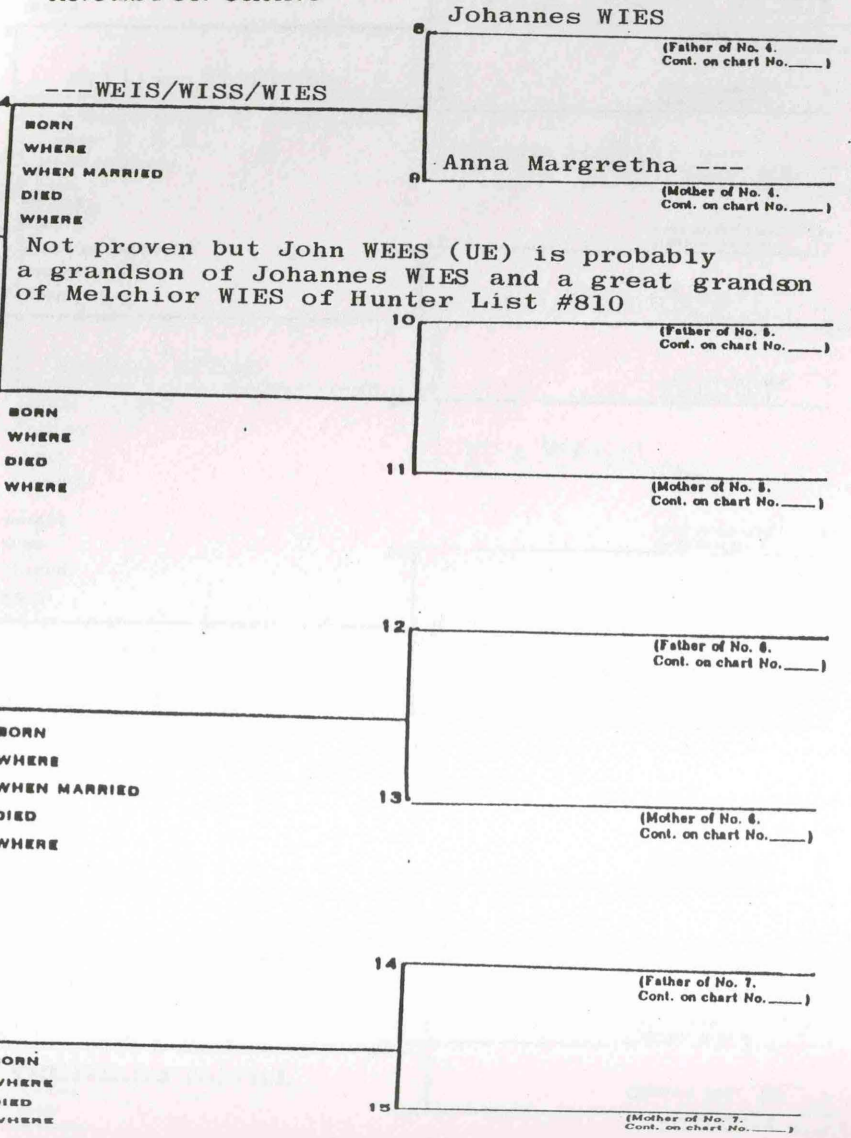 Johannes WIES
8
(Father of No. 4.
Cont. on chart No.____)
---WEIS/WISS/WIES
4
BORN
WHERE
WHEN MARRIED
DIED
WHERE
Anna Margretha ----
9
(Mother of No. 4.
Cont. on chart No.____)
Not proven but John WEES (UE) is probably
a grandson of Johannes WIES and a great grandson
of Melchior WIES of Hunter List #810
10
(Father of No. 5.
Cont. on chart No.____)
BORN
WHERE
DIED
WHERE
11
(Mother of No. 5.
Cont. on chart No.____)
12
(Father of No. 6.
Cont. on chart No.____)
BORN
WHERE
WHEN MARRIED
DIED
WHERE
13
(Mother of No. 6.
Cont. on chart No.____)
14
(Father of No. 7.
Cont. on chart No.____)
ORN
WHERE
IED
WHERE
15
(Mother of No. 7.
Cont. on chart No.____)